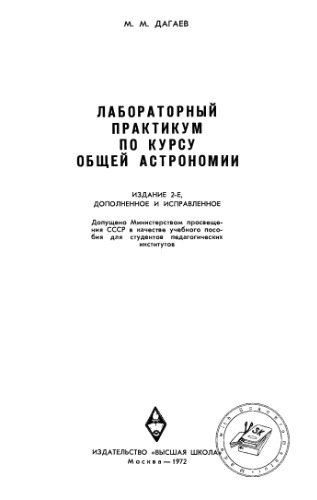 М. М. ДАГАЕВ
ЛАБОРАТОРНЫЙ
ПРАКТИКУМ
ПО КУРСУ
ОБЩЕЙ АСТРОНОМИИ
ИЗДАНИЕ 2-Е,
ДОПОЛНЕННОЕ И ИСПРАВЛЕННОЕ
Допущено Министерством просвеще-
ния СССР в качестве учебного посо-
бия для студентов педагогических
институтов
ИЗДАТЕЛЬСТВО «ВЫСШАЯ ШКОЛА»
Москва—1972